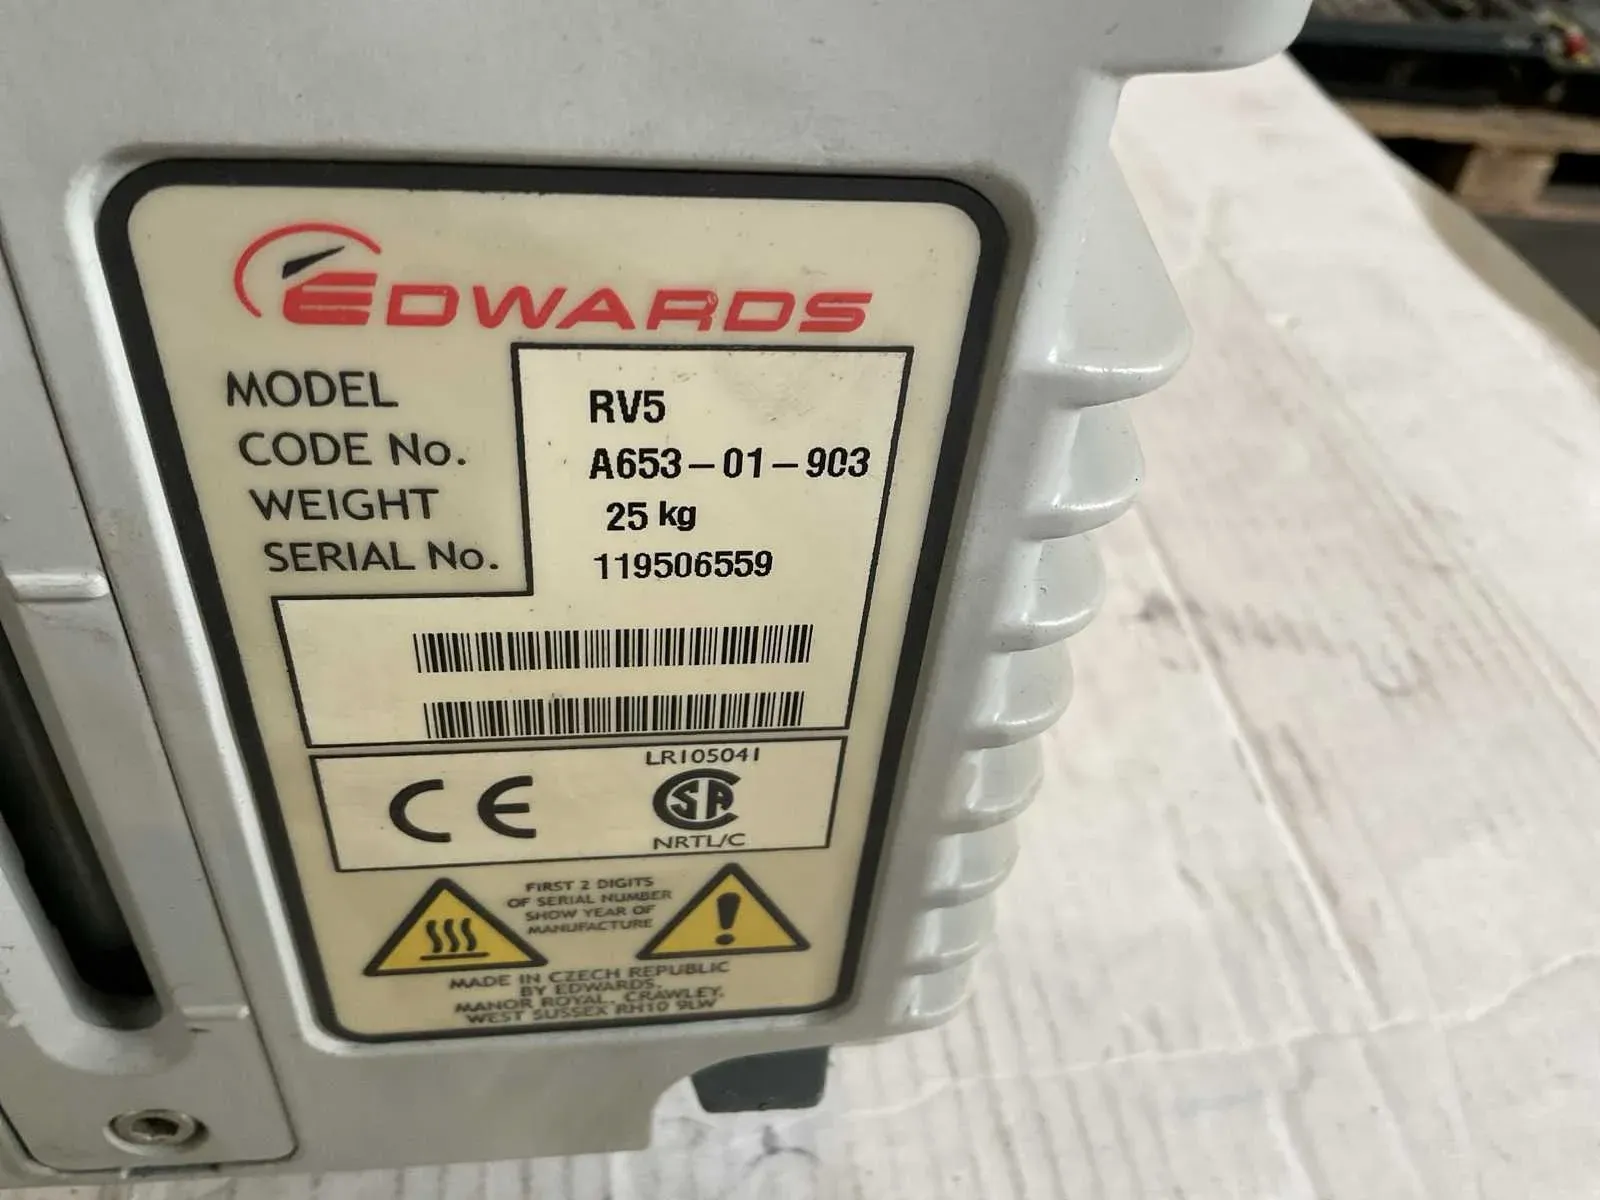 EDWARDS
MODEL RV5
CODE No. A653-01-903
WEIGHT 25 kg
SERIAL No. 119506559
LR105041
CE CSA
NRTL/C
FIRST 2 DIGITS
OF SERIAL NUMBER
SHOW YEAR OF
MANUFACTURE
MADE IN CZECH REPUBLIC
BY EDWARDS,
MANOR ROYAL, CRAWLEY,
WEST SUSSEX RH10 9LW